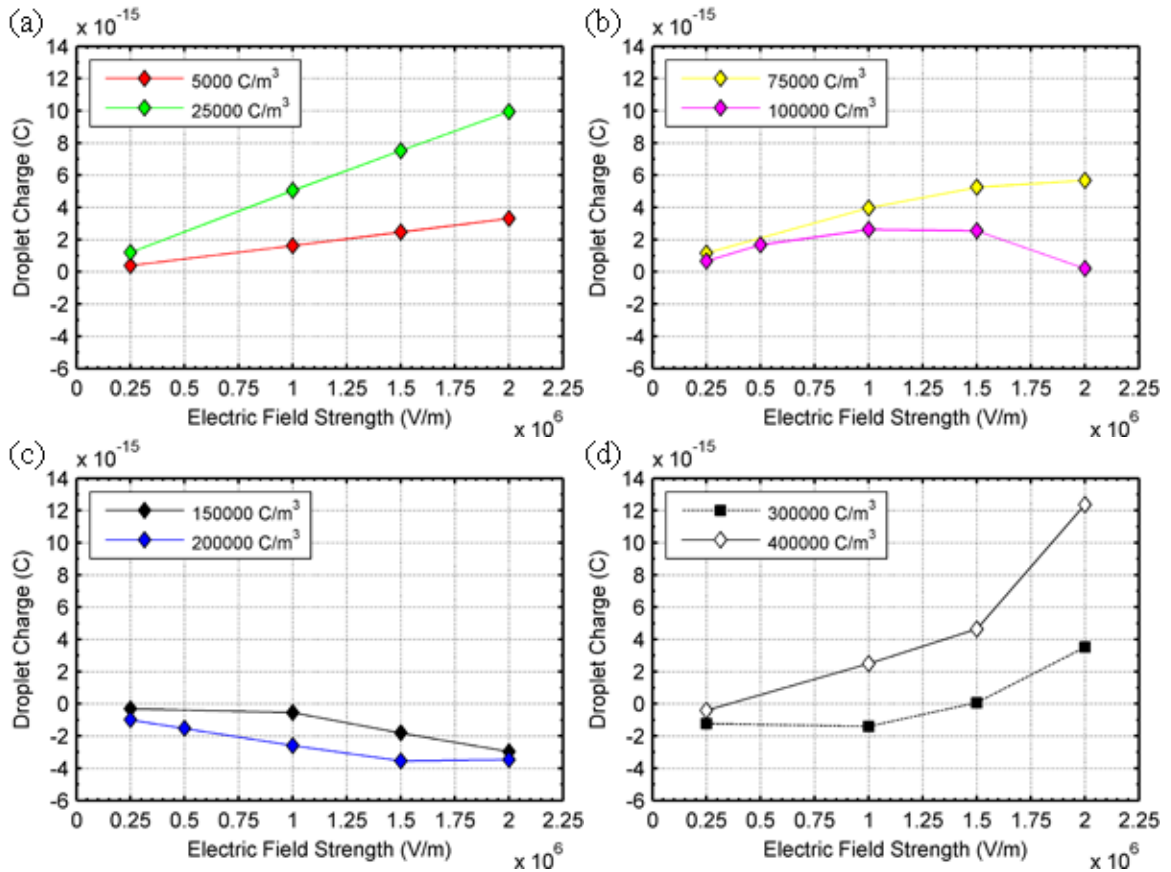 (a)
x 10-15
14
12
10
8
6
4
2
0
-2
-4
-6
Droplet Charge (C)
5000 C/m3
25000 C/m3
0 0.25 0.5 0.75 1 1.25 1.5 1.75 2 2.25
Electric Field Strength (V/m)
x 10 6
(b)
x 10-15
14
12
10
8
6
4
2
0
-2
-4
-6
Droplet Charge (C)
75000 C/m3
100000 C/m3
0 0.25 0.5 0.75 1 1.25 1.5 1.75 2 2.25
Electric Field Strength (V/m)
x 10 6
(c)
x 10-15
14
12
10
8
6
4
2
0
-2
-4
-6
Droplet Charge (C)
150000 C/m3
200000 C/m3
0 0.25 0.5 0.75 1 1.25 1.5 1.75 2 2.25
Electric Field Strength (V/m)
x 10 6
(d)
x 10-15
14
12
10
8
6
4
2
0
-2
-4
-6
Droplet Charge (C)
300000 C/m3
400000 C/m3
0 0.25 0.5 0.75 1 1.25 1.5 1.75 2 2.25
Electric Field Strength (V/m)
x 10 6